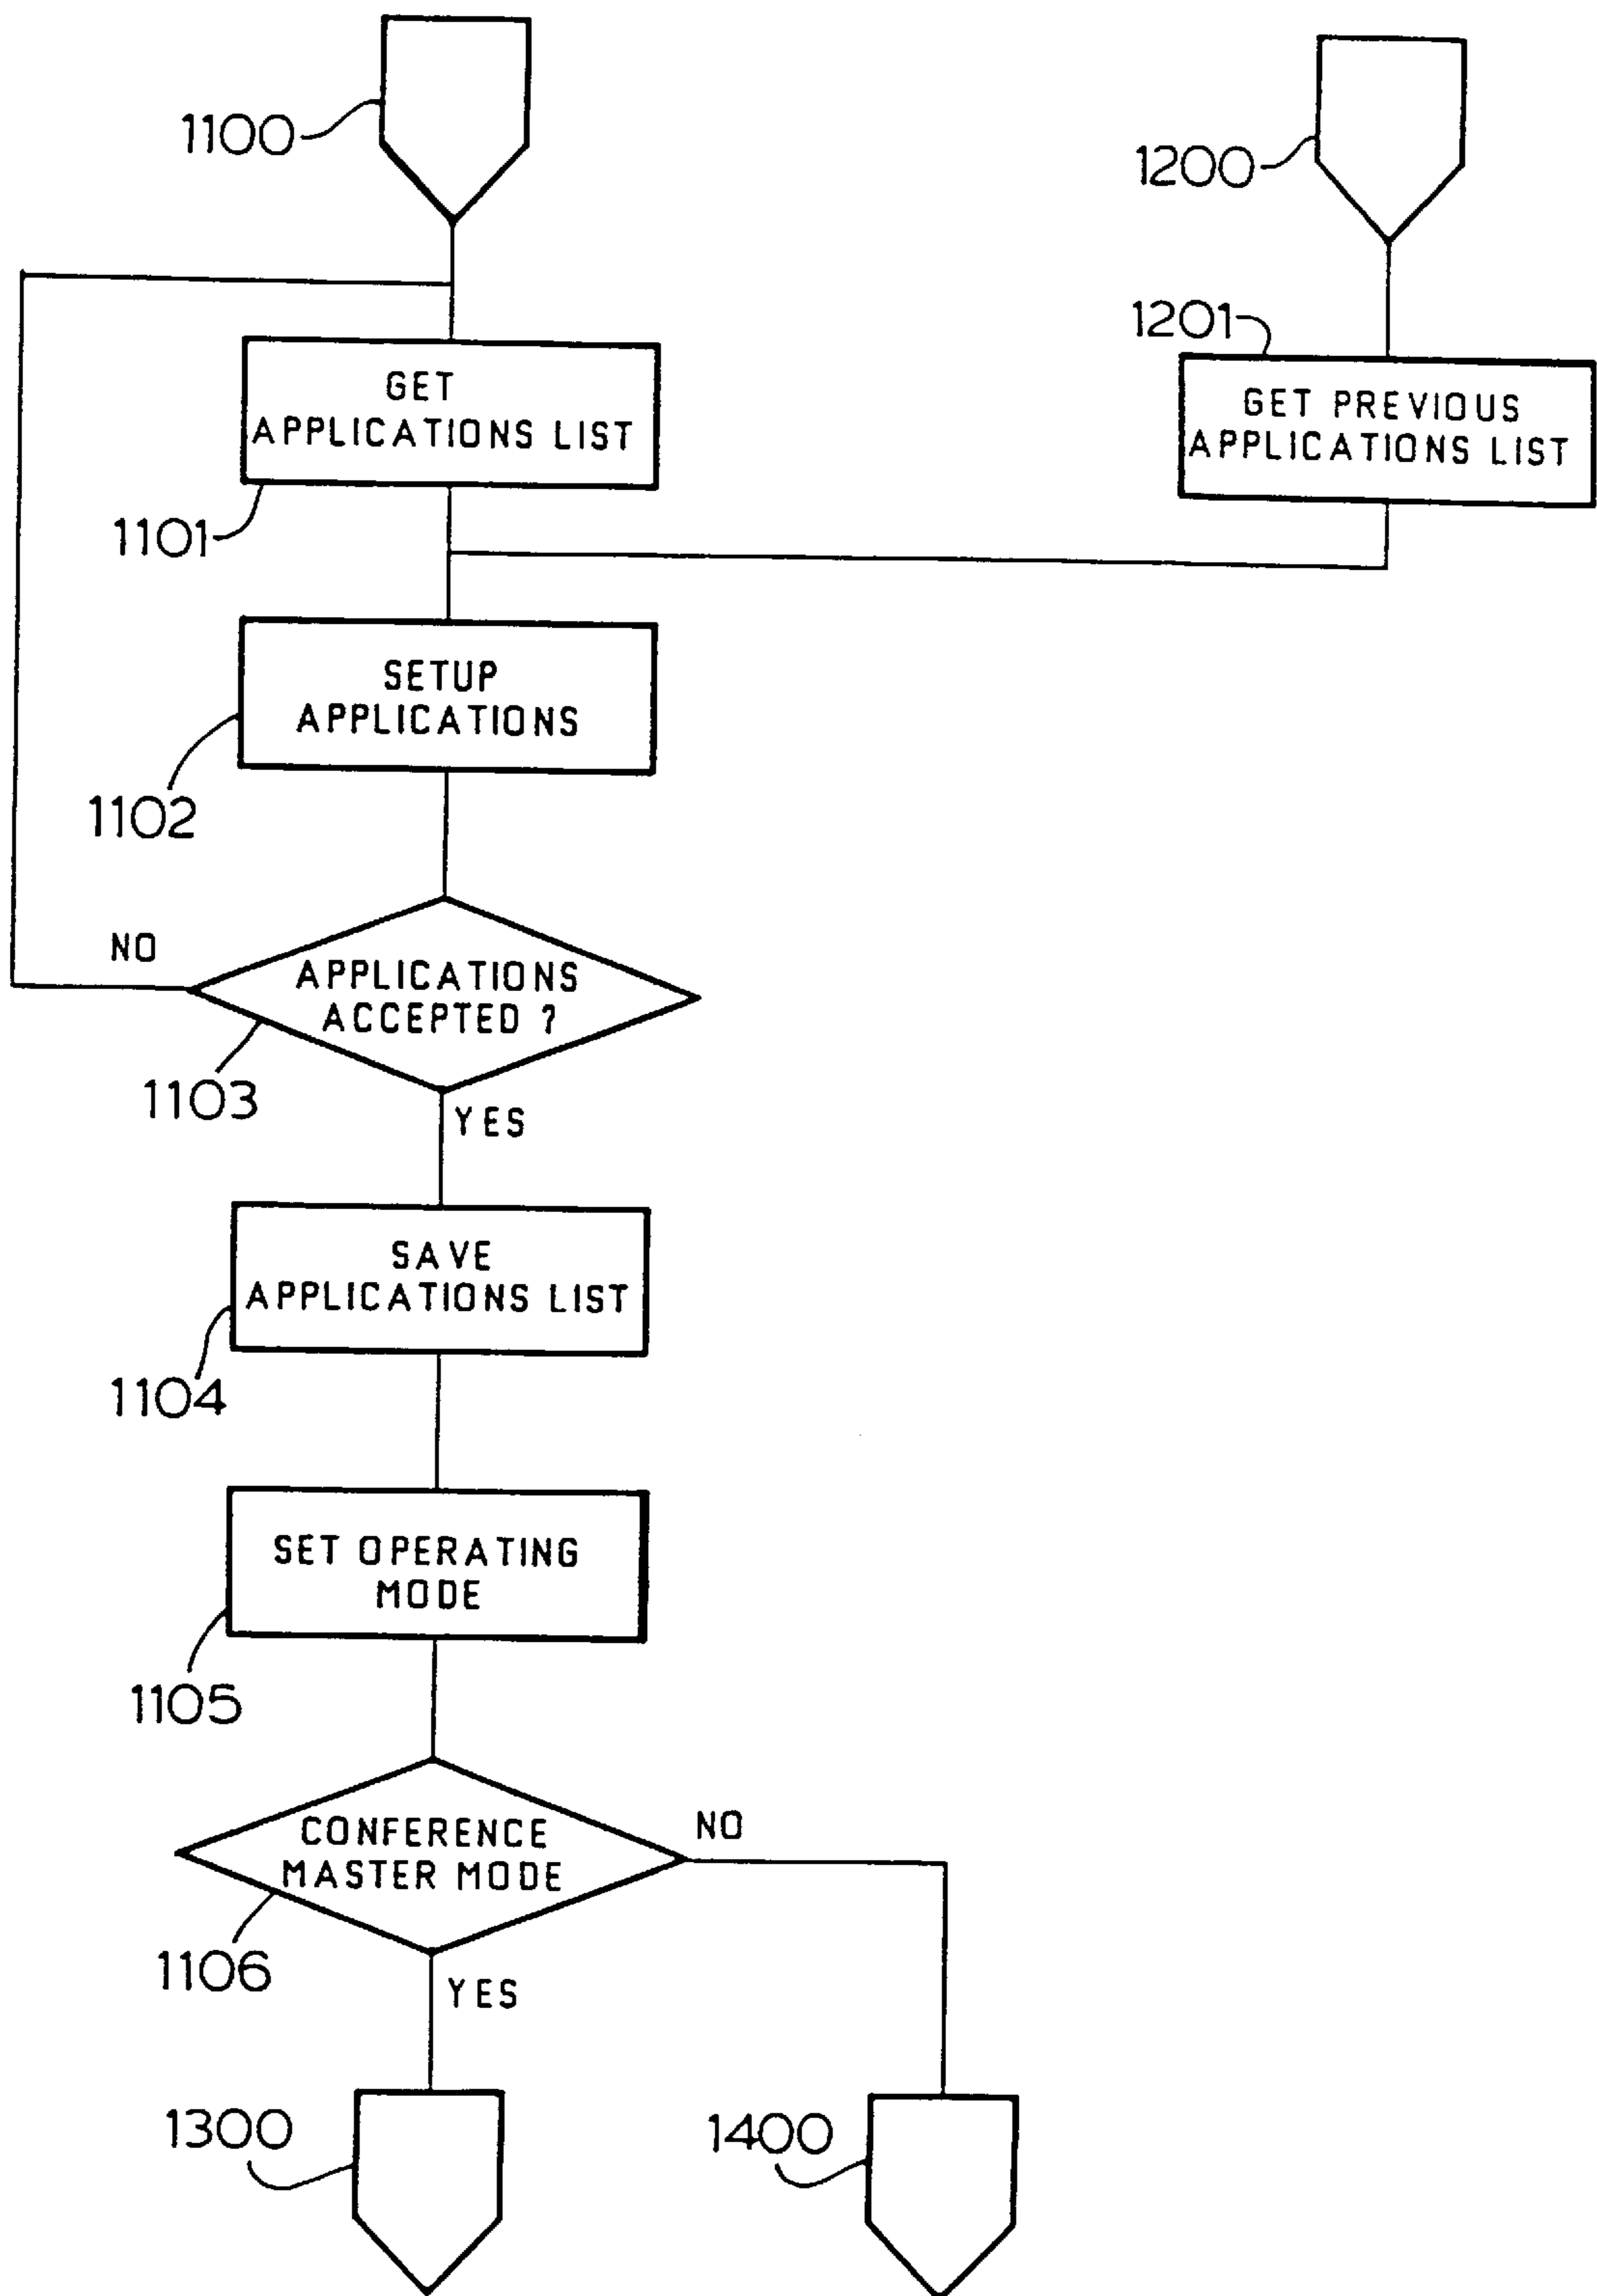 1100
1200
1201
GET
APPLICATIONS LIST
GET PREVIOUS
APPLICATIONS LIST
1101
SETUP
APPLICATIONS
1102
NO
APPLICATIONS
ACCEPTED ?
1103
YES
SAVE
APPLICATIONS LIST
1104
SET OPERATING
MODE
1105
CONFERENCE
MASTER MODE
NO
1106
YES
1300
1400